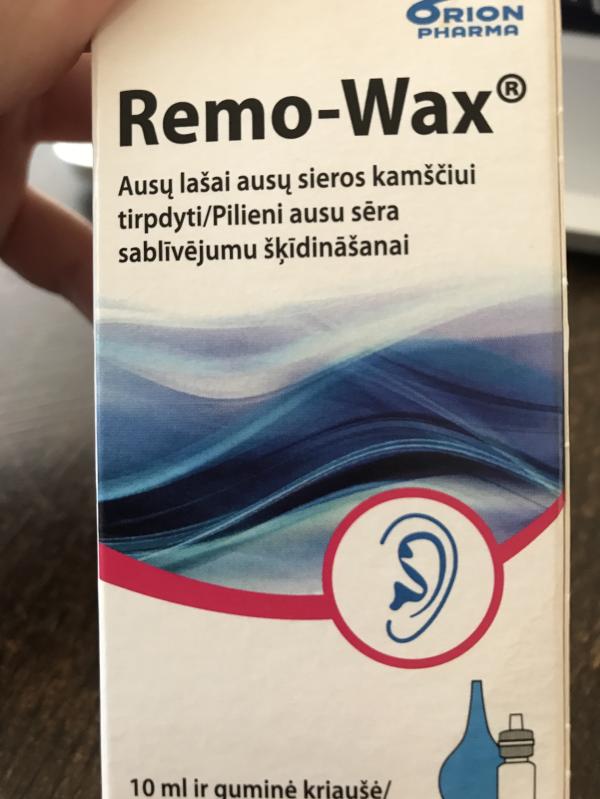 ORION
PHARMA
Remo-Wax®
Ausų lašai ausų sieros kamščiui
tirpdyti/Pilieni ausu sēra
sablīvējumu šķīdināšanai
10 ml ir guminė kriaušė/